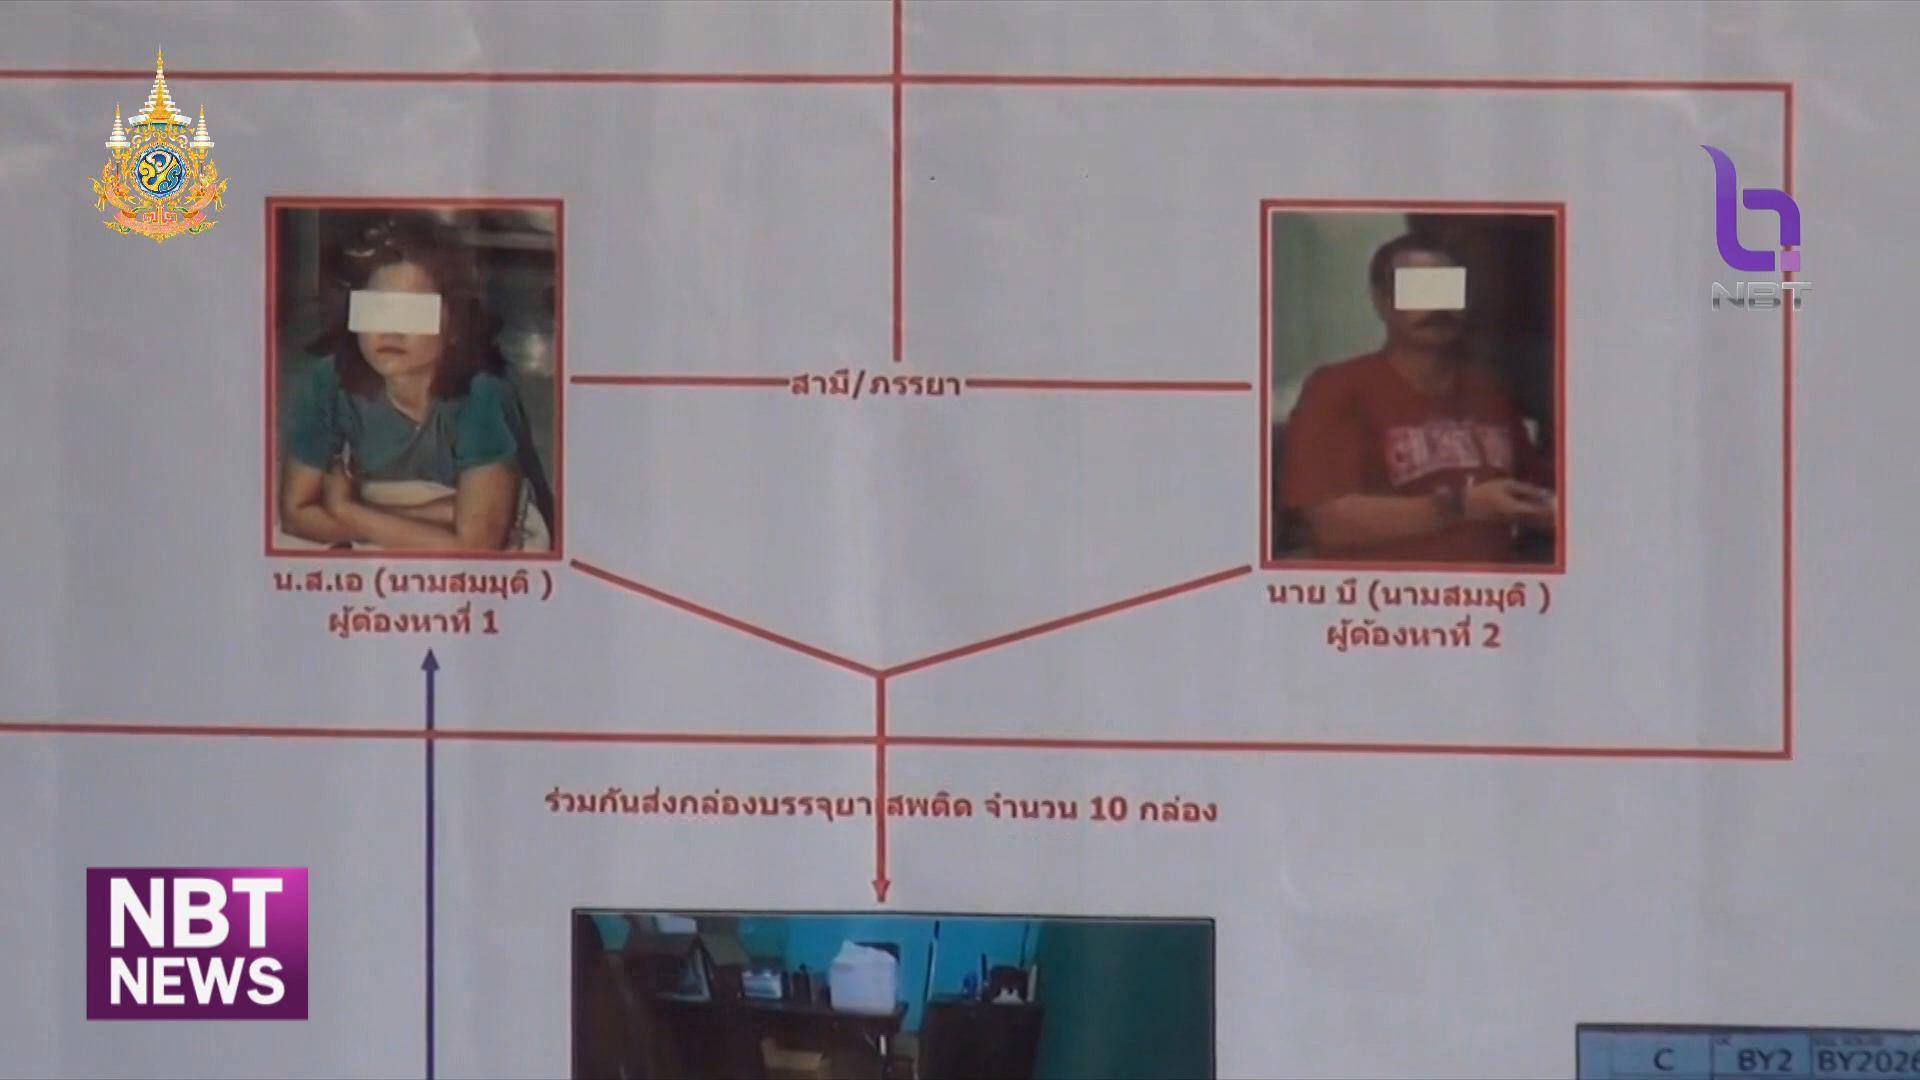 NBT
สามี/ภรรยา
น.ส.เอ (นามสมมุติ )
ผู้ต้องหาที่ 1
นาย บี (นามสมมุติ )
ผู้ต้องหาที่ 2
ร่วมกันส่งกล่องบรรจุยาเสพติด จำนวน 10 กล่อง
NBT
NEWS
C BY2 BY2026